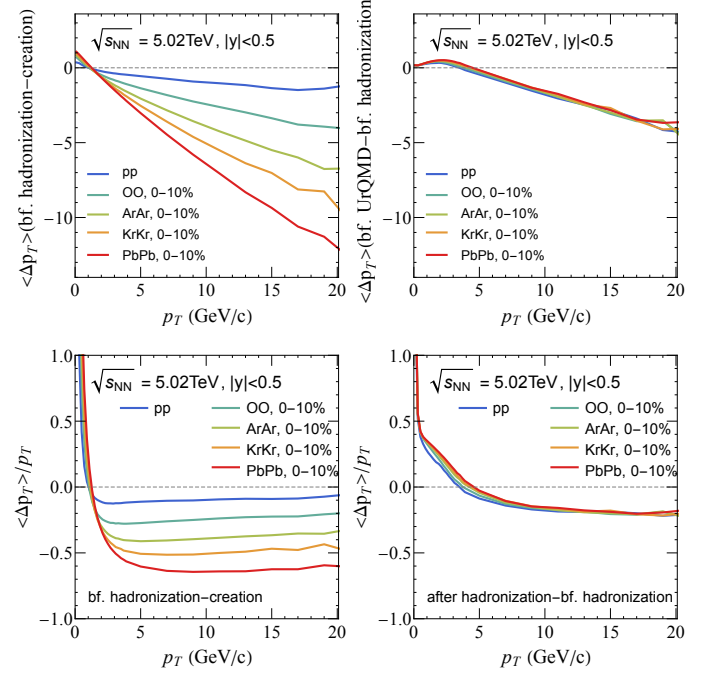 √s_NN = 5.02TeV, |y|<0.5
<Δp_T>(bf. hadronization−creation)
0
−5
−10
pp
OO, 0−10%
ArAr, 0−10%
KrKr, 0−10%
PbPb, 0−10%
0 5 10 15 20
p_T (GeV/c)
√s_NN = 5.02TeV, |y|<0.5
<Δp_T>(bf. UrQMD−bf. hadronization
0
−5
−10
pp
OO, 0−10%
ArAr, 0−10%
KrKr, 0−10%
PbPb, 0−10%
0 5 10 15 20
p_T (GeV/c)
√s_NN = 5.02TeV, |y|<0.5
<Δp_T>/p_T
1.0
0.5
0.0
−0.5
−1.0
pp
OO, 0−10%
ArAr, 0−10%
KrKr, 0−10%
PbPb, 0−10%
bf. hadronization−creation
0 5 10 15 20
p_T (GeV/c)
√s_NN = 5.02TeV, |y|<0.5
<Δp_T>/p_T
1.0
0.5
0.0
−0.5
−1.0
pp
OO, 0−10%
ArAr, 0−10%
KrKr, 0−10%
PbPb, 0−10%
after hadronization−bf. hadronization
0 5 10 15 20
p_T (GeV/c)